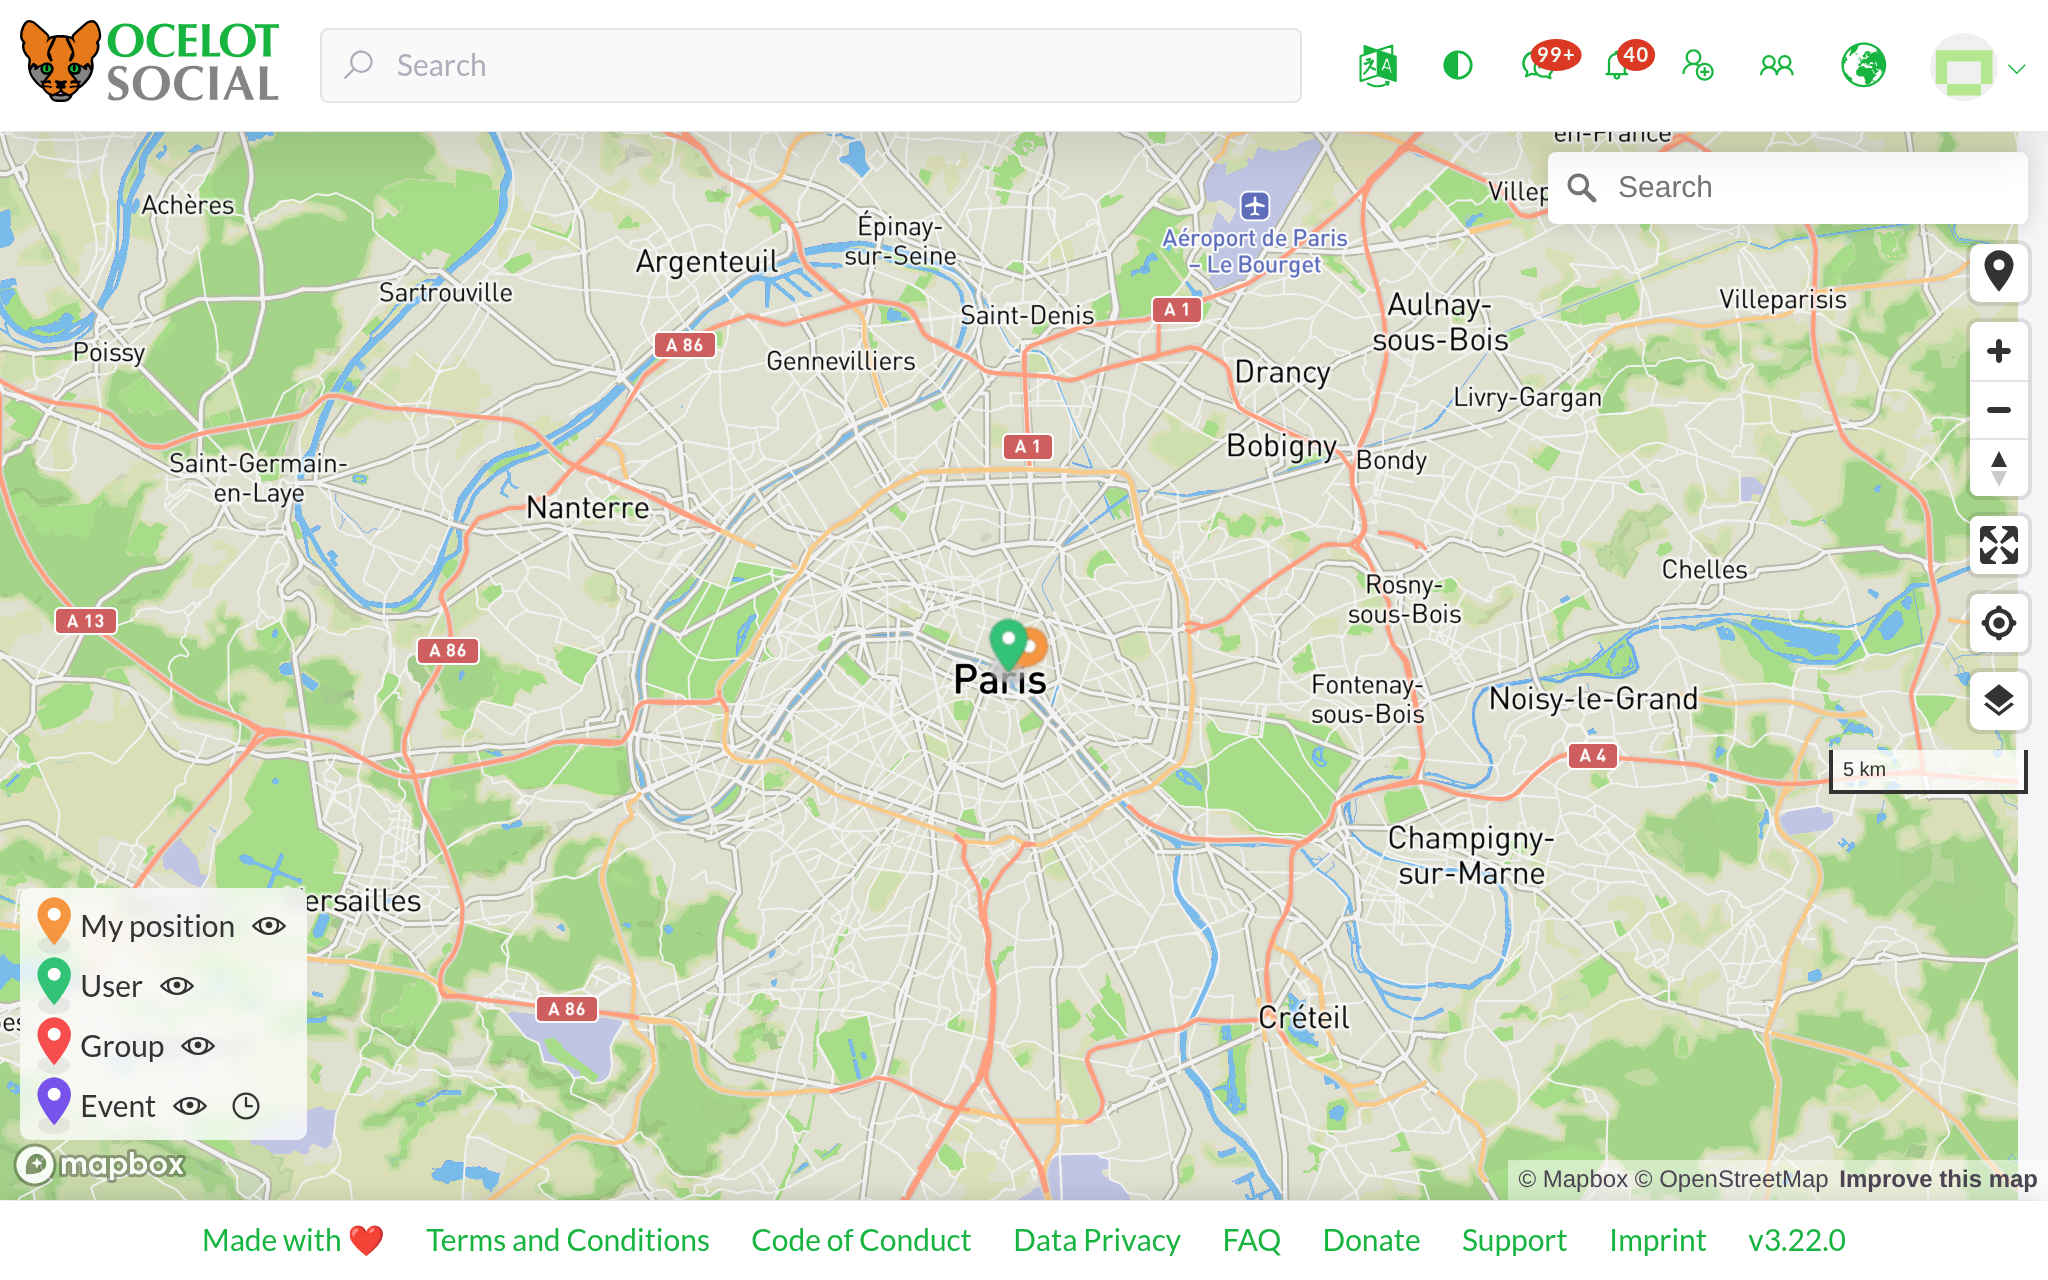 OCELOT
SOCIAL
Search
99+
40
en-France
Search
Achères
Épinay-
sur-Seine
Argenteuil
Aéroport de Paris
– Le Bourget
Sartrouville
Saint-Denis
A 1
Aulnay-
sous-Bois
Villeparisis
Poissy
A 86
Gennevilliers
Drancy
Livry-Gargan
A 1
Bobigny
Bondy
Saint-Germain-
en-Laye
Nanterre
Chelles
Rosny-
sous-Bois
A 13
A 86
Paris
Fontenay-
sous-Bois
Noisy-le-Grand
A 4
5 km
Champigny-
sur-Marne
ersailles
My position
User
Group
Event
A 86
Créteil
mapbox
© Mapbox © OpenStreetMap Improve this map
Made with ❤️ Terms and Conditions Code of Conduct Data Privacy FAQ Donate Support Imprint v3.22.0